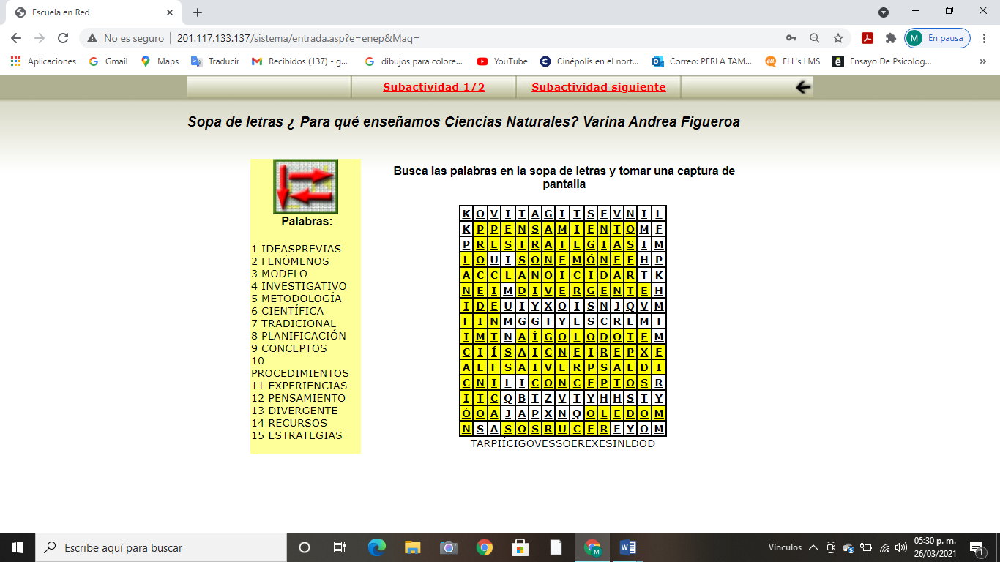 Escuela en Red
No es seguro | 201.117.133.137/sistema/entrada.asp?e=enep&Maq=
M En pausa
Aplicaciones Gmail Maps Traducir Recibidos (137) - g... dibujos para colore... YouTube Cinépolis en el nort... Correo: PERLA TAM... ELL's LMS Ensayo De Psicolog... »
Subactividad 1/2 Subactividad siguiente
Sopa de letras ¿ Para qué enseñamos Ciencias Naturales? Varina Andrea Figueroa
Palabras:
1 IDEASPREVIAS
2 FENÓMENOS
3 MODELO
4 INVESTIGATIVO
5 METODOLOGÍA
6 CIENTÍFICA
7 TRADICIONAL
8 PLANIFICACIÓN
9 CONCEPTOS
10
PROCEDIMIENTOS
11 EXPERIENCIAS
12 PENSAMIENTO
13 DIVERGENTE
14 RECURSOS
15 ESTRATEGIAS
Busca las palabras en la sopa de letras y tomar una captura de
pantalla
K O V I T A G I T S E V N I L
K P P E N S A M I E N T O M F
P R E S T R A T E G I A S I M
L O U I S O N E M Ó N E F H P
A C C L A N O I C I D A R T K
N E I M D I V E R G E N T E H
I D E U I Y X O I S N J Q V M
F I N M G G T Y E S C R E M T
I M T N A Í G O L O D O T E M
C I Í S A I C N E I R E P X E
A E F S A I V E R P S A E D I
C N I L I C O N C E P T O S R
I T C Q B T Z V T Y H H S T Y
Ó O A J A P X N Q O L E D O M
N S A S O S R U C E R E Y O M
TARPIÍCIGOVESSOEREXESINLDOD
Escribe aquí para buscar
Vínculos
05:30 p. m.
26/03/2021
1